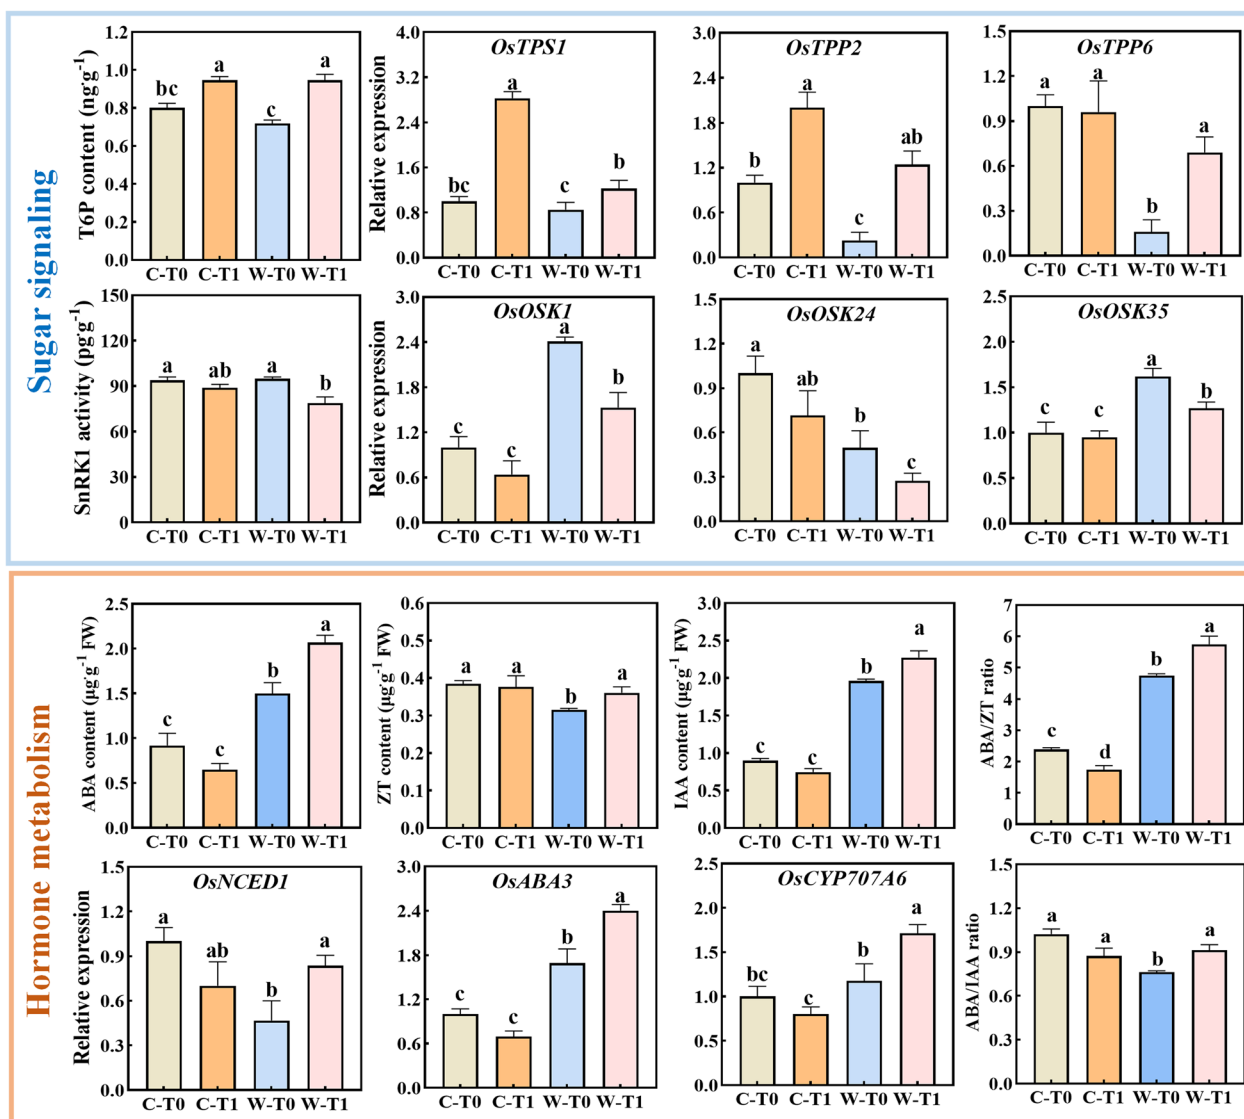 Sugar signaling
T6P content (ng·g-1)
1.2
1.0
0.8
0.6
0.4
0.2
0.0
bc
a
c
a
C-T0 C-T1 W-T0 W-T1
Relative expression
4.0
3.2
2.4
1.6
0.8
0.0
OsTPS1
bc
a
c
b
C-T0 C-T1 W-T0 W-T1
3.0
2.4
1.8
1.2
0.6
0.0
OsTPP2
b
a
c
ab
C-T0 C-T1 W-T0 W-T1
1.5
1.2
0.9
0.6
0.3
0.0
OsTPP6
a
a
b
a
C-T0 C-T1 W-T0 W-T1
SnRK1 activity (pg·g-1)
150
120
90
60
30
0
a
ab
a
b
C-T0 C-T1 W-T0 W-T1
Relative expression
3.0
2.4
1.8
1.2
0.6
0.0
OsOSK1
c
c
a
b
C-T0 C-T1 W-T0 W-T1
1.5
1.2
0.9
0.6
0.3
0.0
OsOSK24
a
ab
b
c
C-T0 C-T1 W-T0 W-T1
2.5
2.0
1.5
1.0
0.5
0.0
OsOSK35
c
c
a
b
C-T0 C-T1 W-T0 W-T1
Hormone metabolism
ABA content (μg·g-1 FW)
2.5
2.0
1.5
1.0
0.5
0.0
c
c
b
a
C-T0 C-T1 W-T0 W-T1
ZT content (μg·g-1 FW)
0.6
0.5
0.4
0.3
0.2
0.1
0.0
a
a
b
a
C-T0 C-T1 W-T0 W-T1
IAA content (μg·g-1 FW)
3.0
2.5
2.0
1.5
1.0
0.5
0.0
c
c
b
a
C-T0 C-T1 W-T0 W-T1
ABA/ZT ratio
7
6
5
4
3
2
1
0
c
d
b
a
C-T0 C-T1 W-T0 W-T1
Relative expression
1.5
1.2
0.9
0.6
0.3
0.0
OsNCED1
a
ab
b
a
C-T0 C-T1 W-T0 W-T1
3.0
2.4
1.8
1.2
0.6
0.0
OsABA3
c
c
b
a
C-T0 C-T1 W-T0 W-T1
2.5
2.0
1.5
1.0
0.5
0.0
OsCYP707A6
bc
c
b
a
C-T0 C-T1 W-T0 W-T1
ABA/IAA ratio
1.5
1.2
0.9
0.6
0.3
0.0
a
a
b
a
C-T0 C-T1 W-T0 W-T1